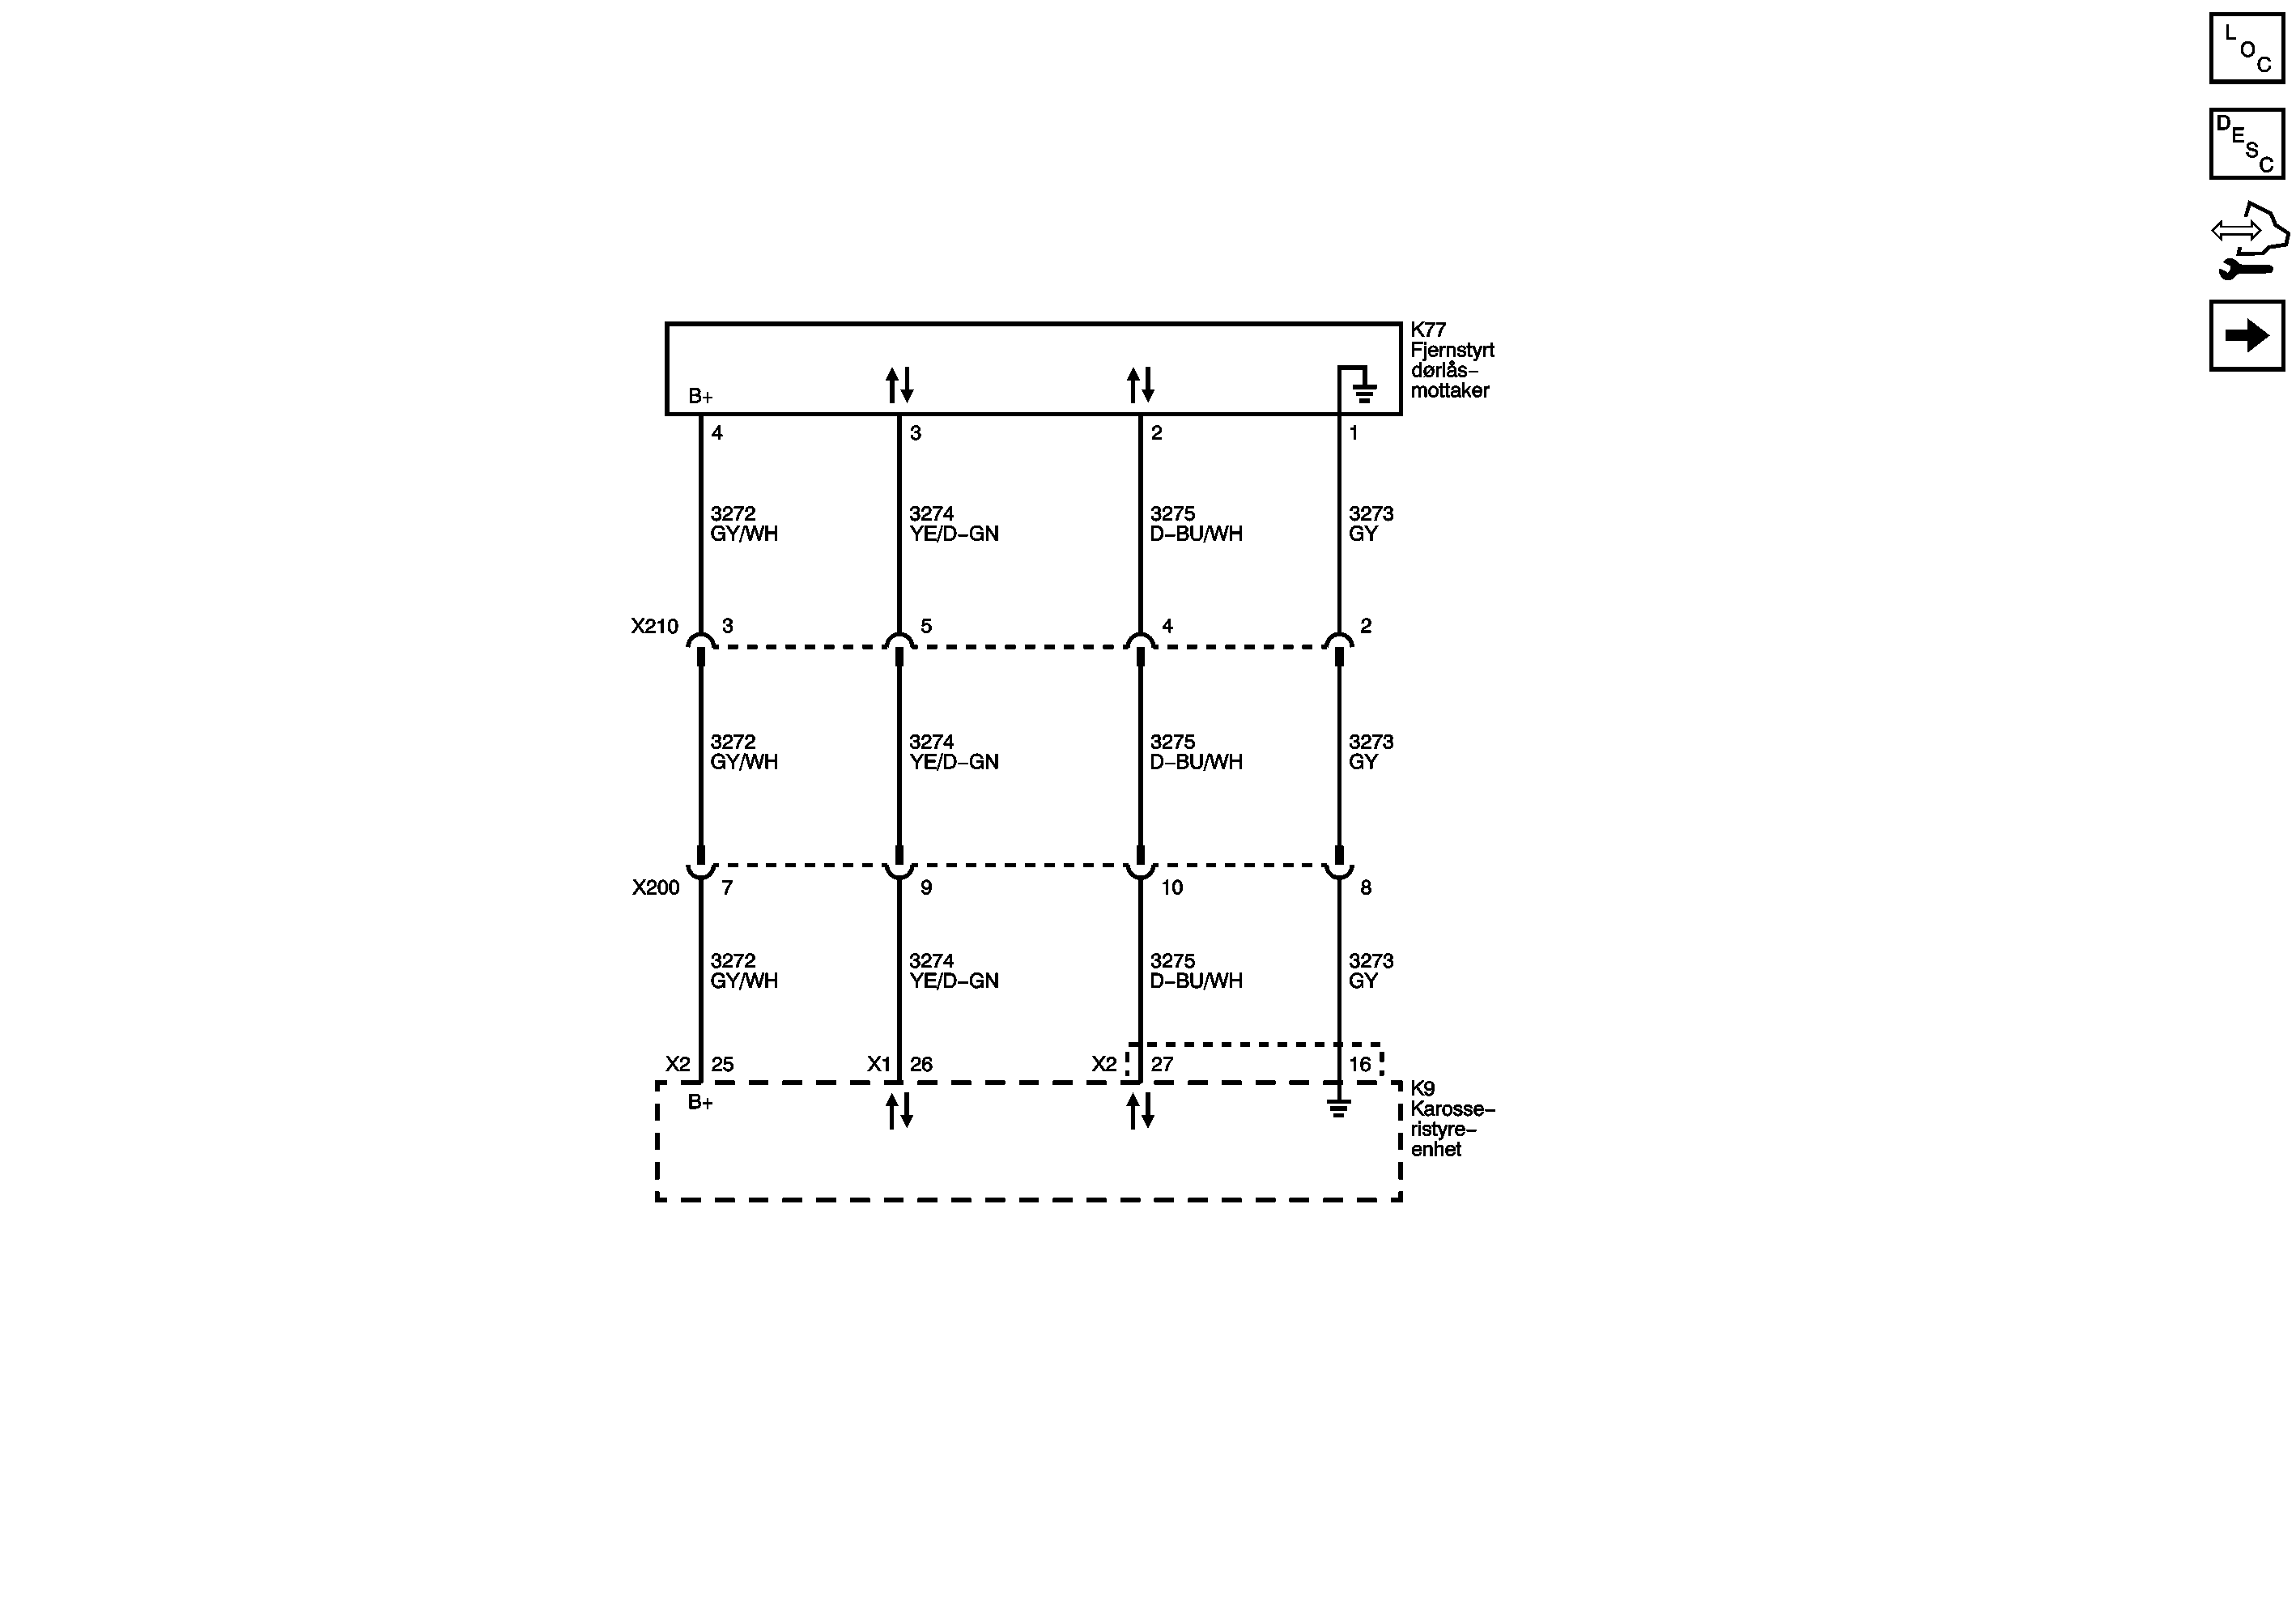 L
O
C
D
E
S
C
K77
Fjernstyrt
dørlås–
mottaker
B+
4 3 2 1
3272 3274 3275 3273
GY/WH YE/D–GN D–BU/WH GY
X210 3 5 4 2
3272 3274 3275 3273
GY/WH YE/D–GN D–BU/WH GY
X200 7 9 10 8
3272 3274 3275 3273
GY/WH YE/D–GN D–BU/WH GY
X2 25 X1 26 X2 27 16
B+
K9
Karosse–
ristyre–
enhet